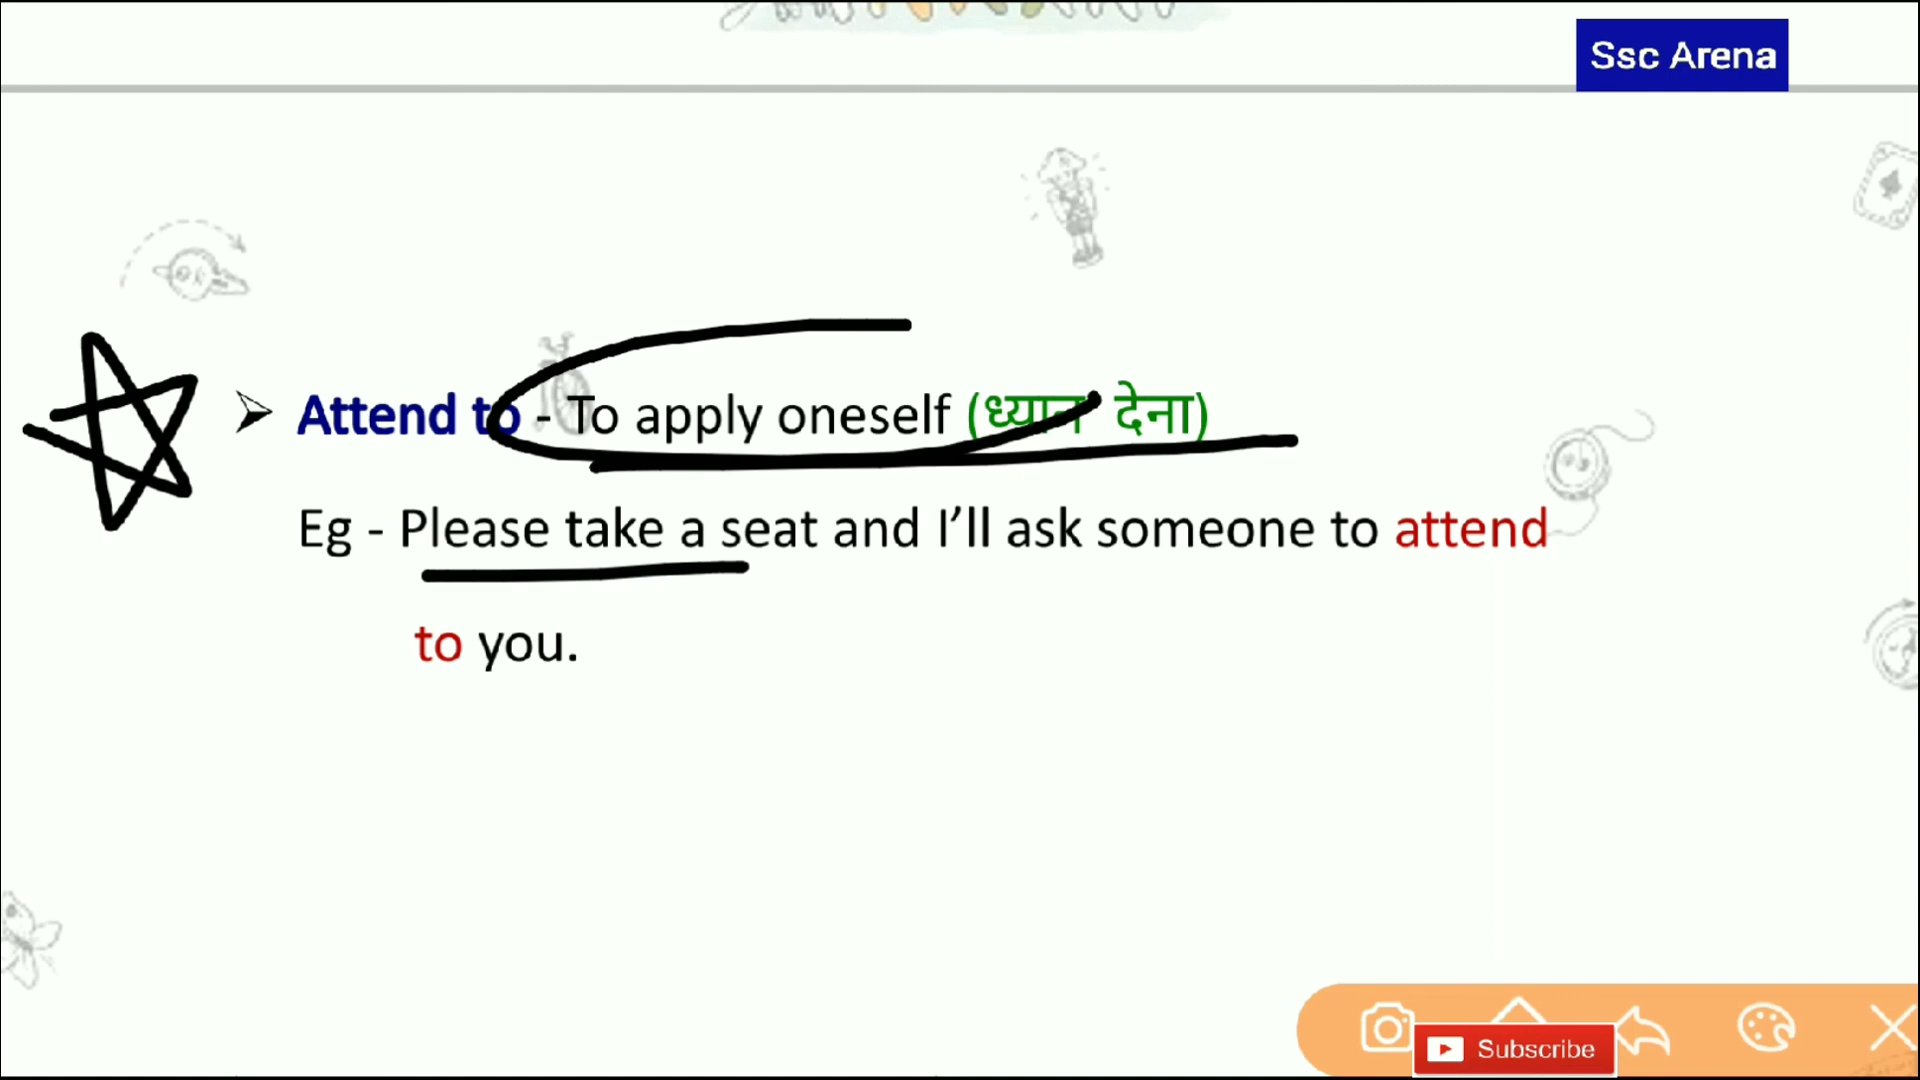 Ssc Arena
Attend to - To apply oneself (ध्यान देना)
Eg - Please take a seat and I’ll ask someone to attend
to you.
Subscribe